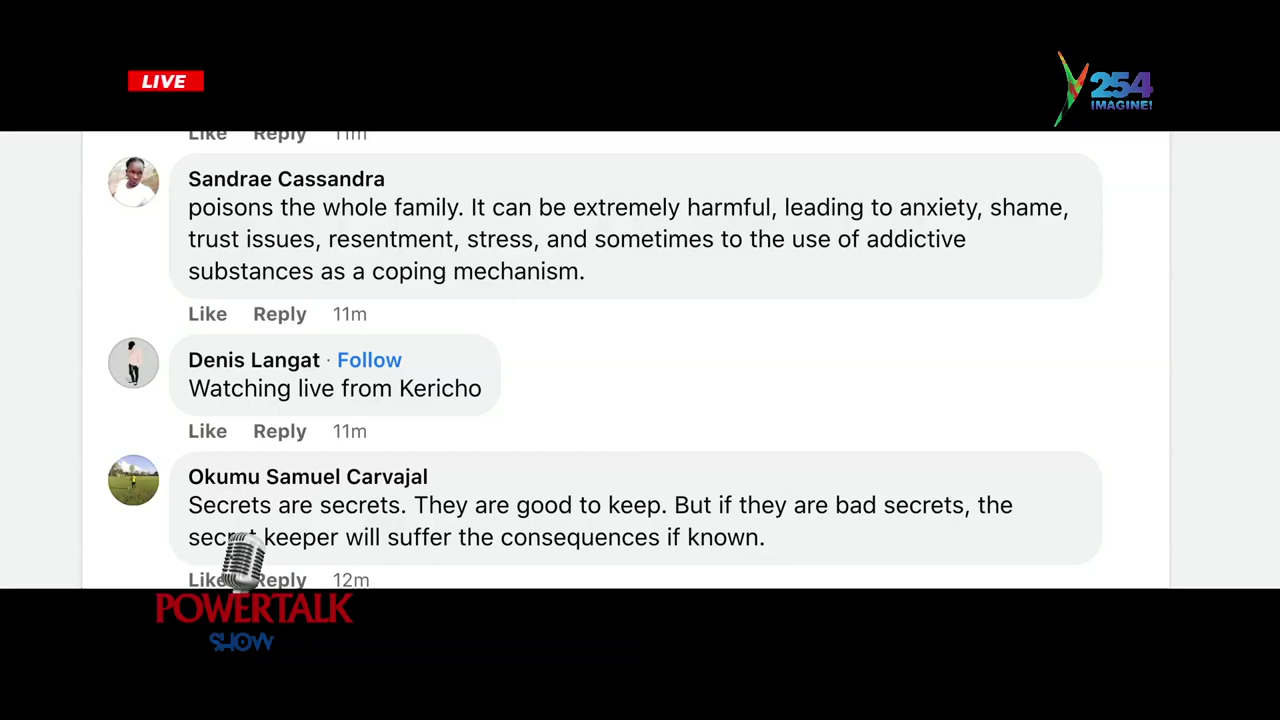 LIVE
Y254
IMAGINE!
Like Reply 11m
Sandrae Cassandra
poisons the whole family. It can be extremely harmful, leading to anxiety, shame,
trust issues, resentment, stress, and sometimes to the use of addictive
substances as a coping mechanism.
Like Reply 11m
Denis Langat · Follow
Watching live from Kericho
Like Reply 11m
Okumu Samuel Carvajal
Secrets are secrets. They are good to keep. But if they are bad secrets, the
secret keeper will suffer the consequences if known.
Like Reply 12m
POWERTALK
SHOW